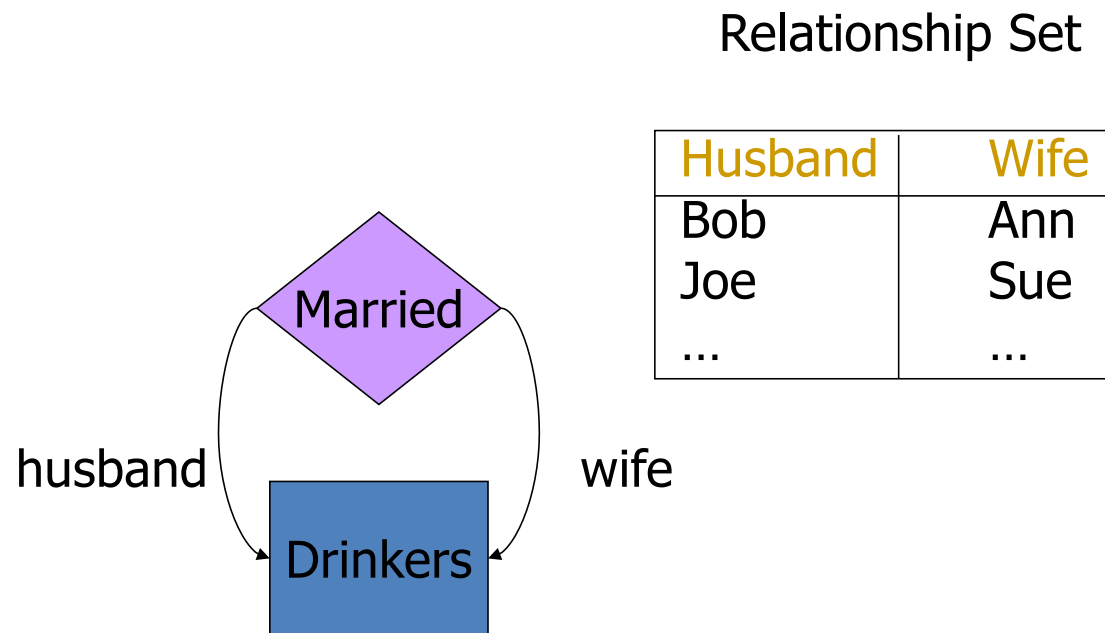 Relationship Set
Husband Wife
Bob Ann
Joe Sue
... ...
Married
husband wife
Drinkers